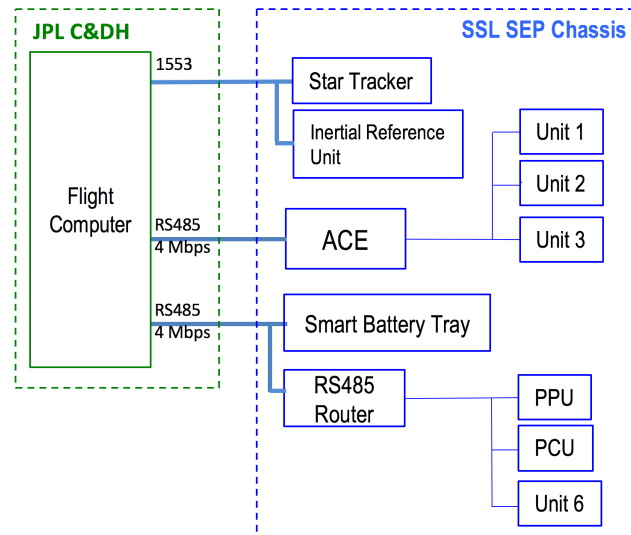 JPL C&DH
SSL SEP Chassis
1553
Star Tracker
Inertial Reference
Unit
Unit 1
Unit 2
Unit 3
Flight
Computer
RS485
4 Mbps
ACE
RS485
4 Mbps
Smart Battery Tray
RS485
Router
PPU
PCU
Unit 6